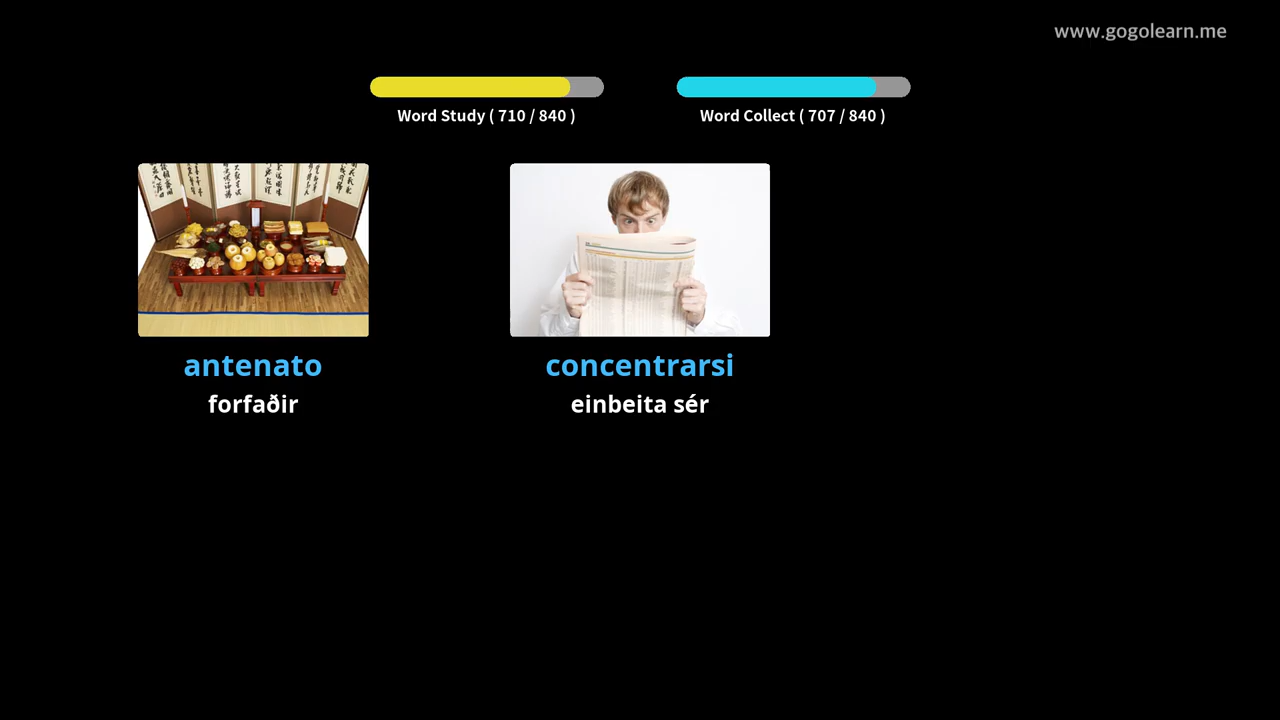 www.gogolearn.me
Word Study ( 710 / 840 )
Word Collect ( 707 / 840 )
antenato
forfaðir
concentrarsi
einbeita sér